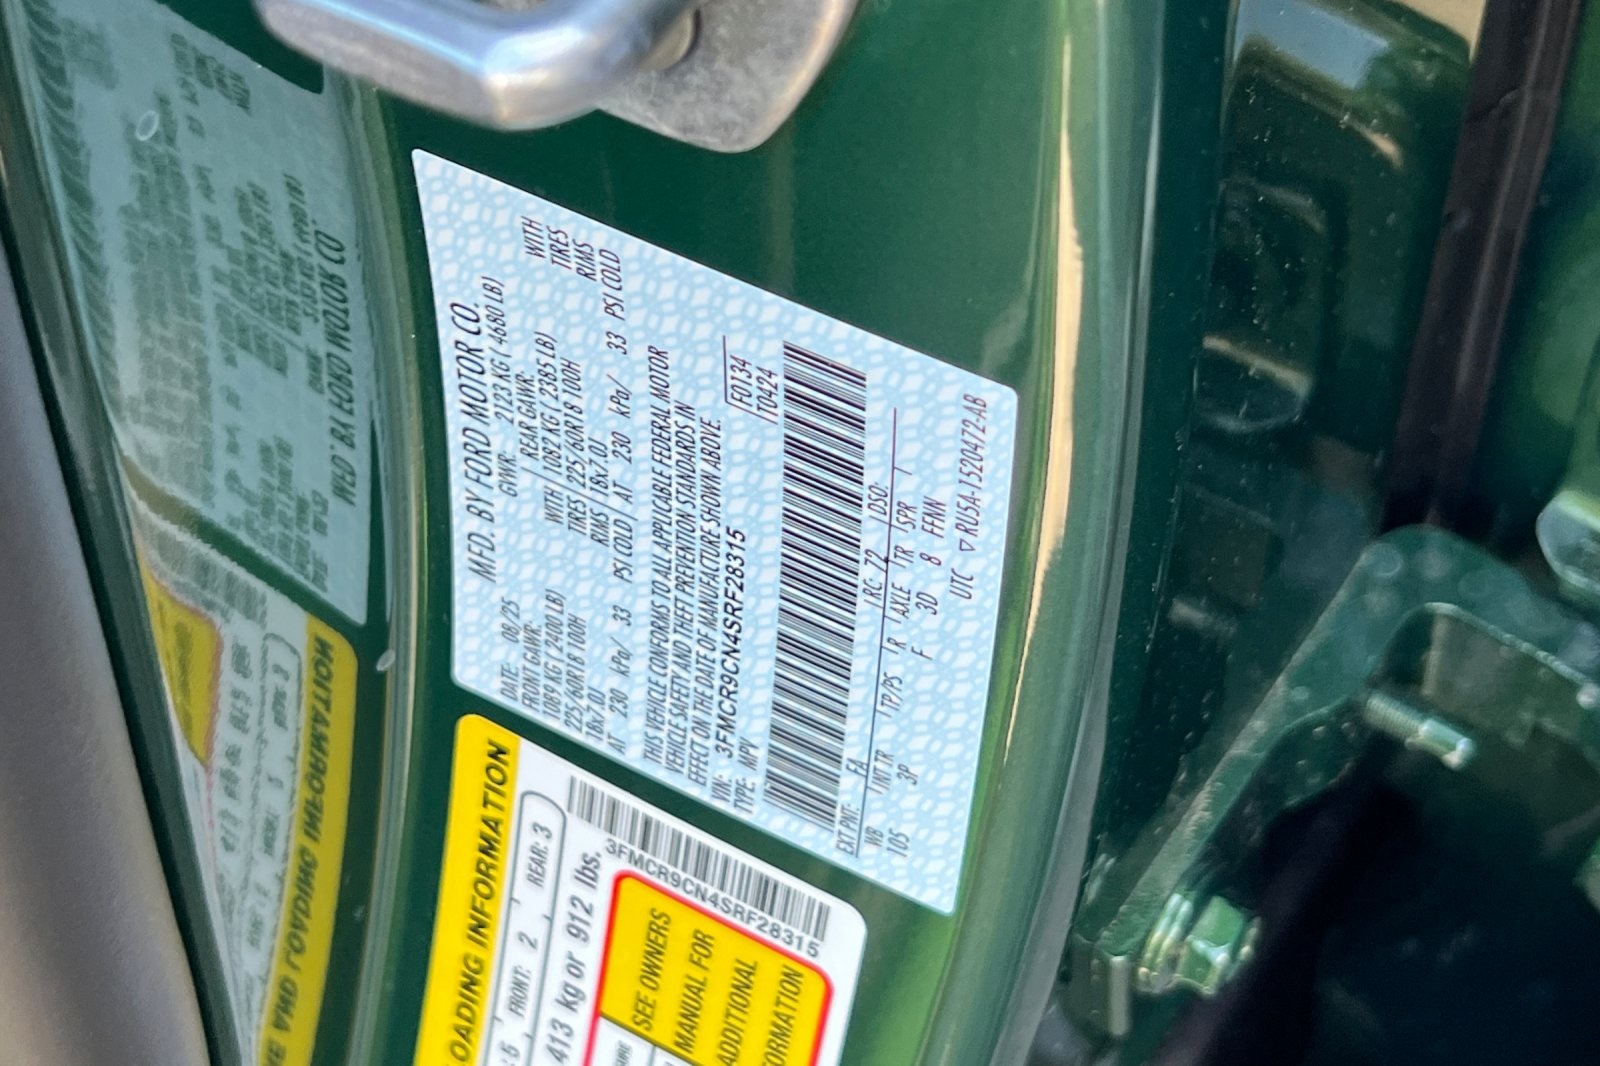 MFD. BY FORD MOTOR CO.
DATE: 08/25 GVWR: 2123 KG ( 4680 LB)
FRONT GAWR: REAR GAWR: WITH
1089 KG ( 2400 LB) WITH 1082 KG ( 2385 LB) TIRES
225/60R18 100H TIRES 225/60R18 100H RIMS
18x7.0J RIMS 18x7.0J
AT 230 kPa/ 33 PSI COLD AT 230 kPa/ 33 PSI COLD
THIS VEHICLE CONFORMS TO ALL APPLICABLE FEDERAL MOTOR
VEHICLE SAFETY AND THEFT PREVENTION STANDARDS IN
EFFECT ON THE DATE OF MANUFACTURE SHOWN ABOVE
VIN: 3FMCR9CN4SRF28315 F0134
TYPE: MPV T0424
EXT PNT: FA RC: 72 DSO:
WB INT TR TP/PS R AXLE TR SPR
105 3P F 3D 8 FFNN
UTC ▽ RU5A-1520472-AB
LOADING INFORMATION
5 FRONT: 2 REAR: 3
413 kg or 912 lbs.
3FMCR9CN4SRF28315
SEE OWNERS
MANUAL FOR
ADDITIONAL